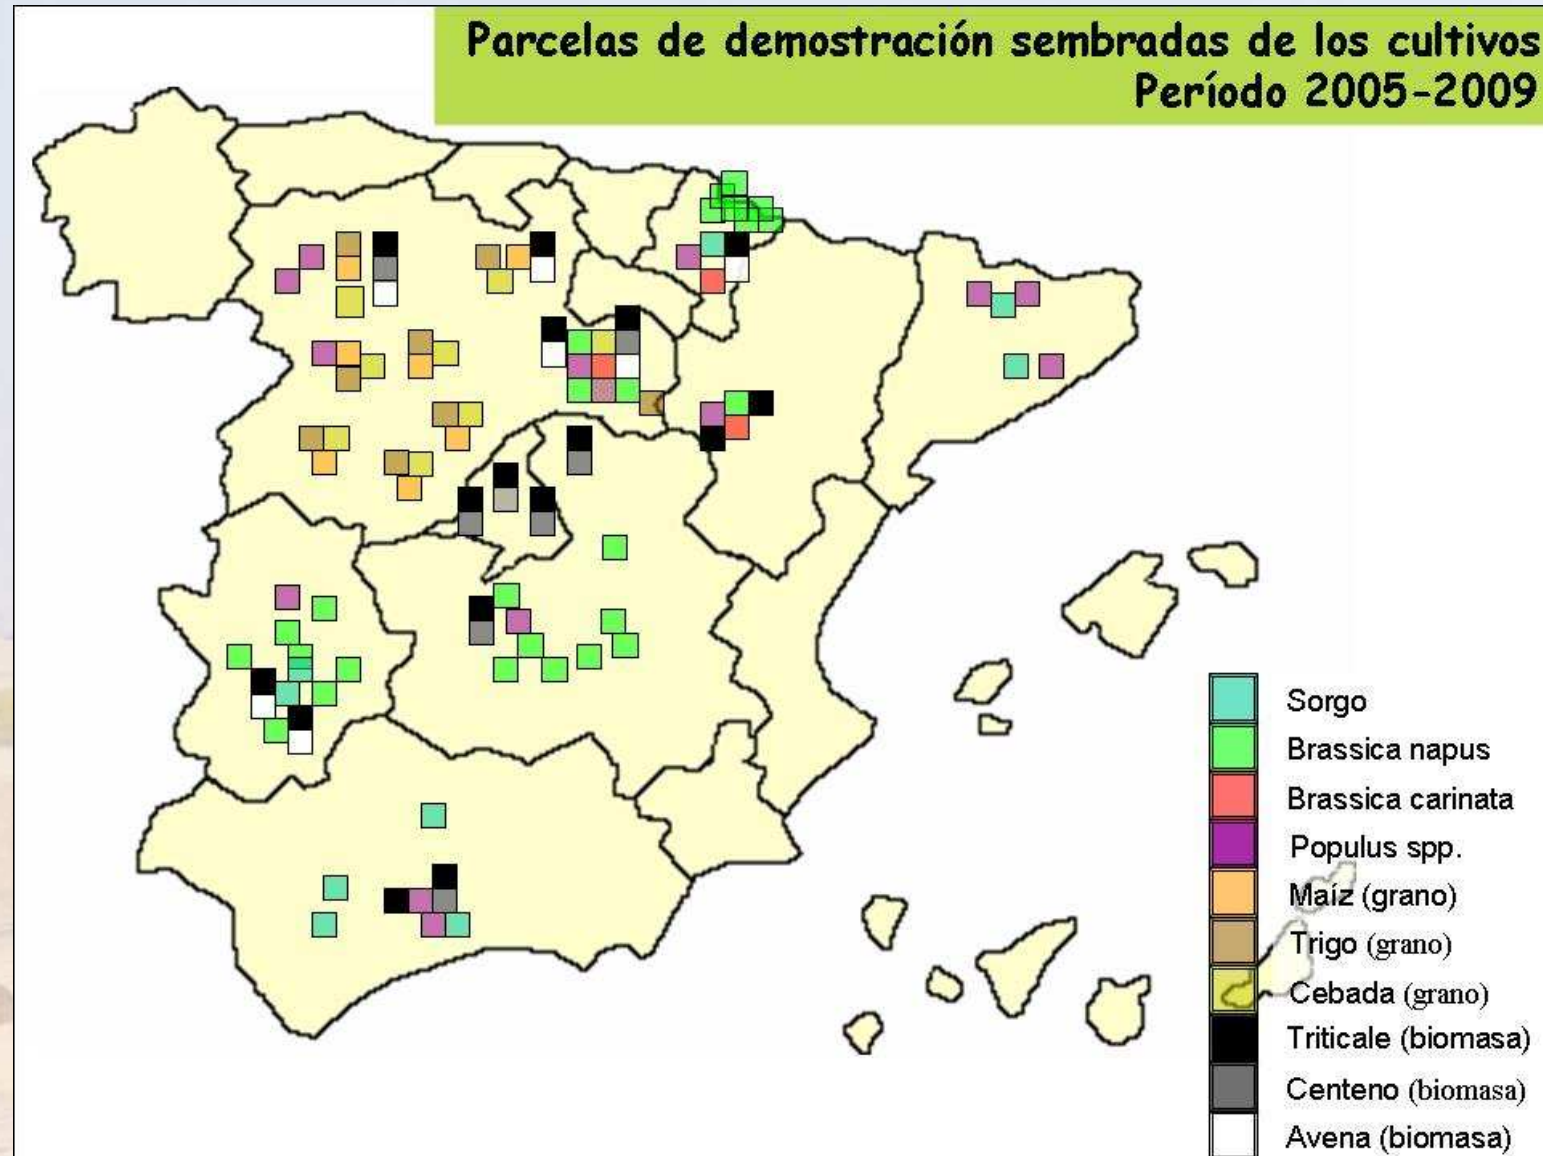 Parcelas de demostración sembradas de los cultivos
Período 2005-2009
Sorgo
Brassica napus
Brassica carinata
Populus spp.
Maíz (grano)
Trigo (grano)
Cebada (grano)
Triticale (biomasa)
Centeno (biomasa)
Avena (biomasa)